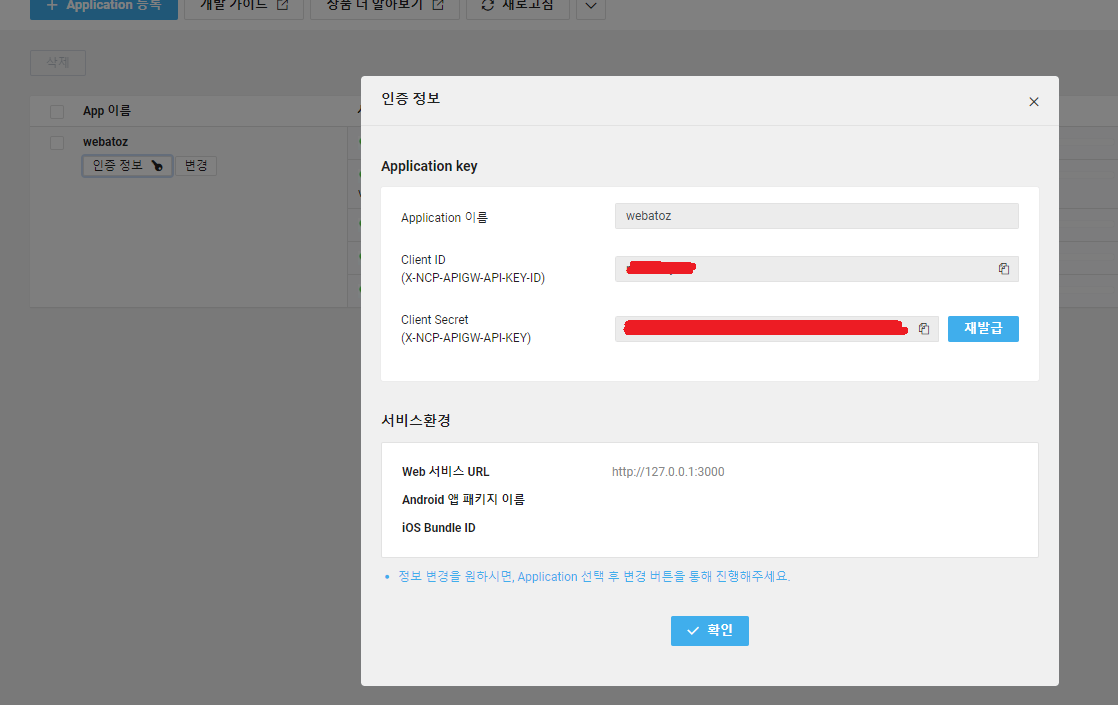 + Application 등록
개발 가이드
상품 더 알아보기
새로고침
삭제
App 이름
webatoz
인증 정보
변경
인증 정보
Application key
Application 이름
webatoz
Client ID
(X-NCP-APIGW-API-KEY-ID)
Client Secret
(X-NCP-APIGW-API-KEY)
재발급
서비스환경
Web 서비스 URL
http://127.0.0.1:3000
Android 앱 패키지 이름
iOS Bundle ID
• 정보 변경을 원하시면, Application 선택 후 변경 버튼을 통해 진행해주세요.
확인